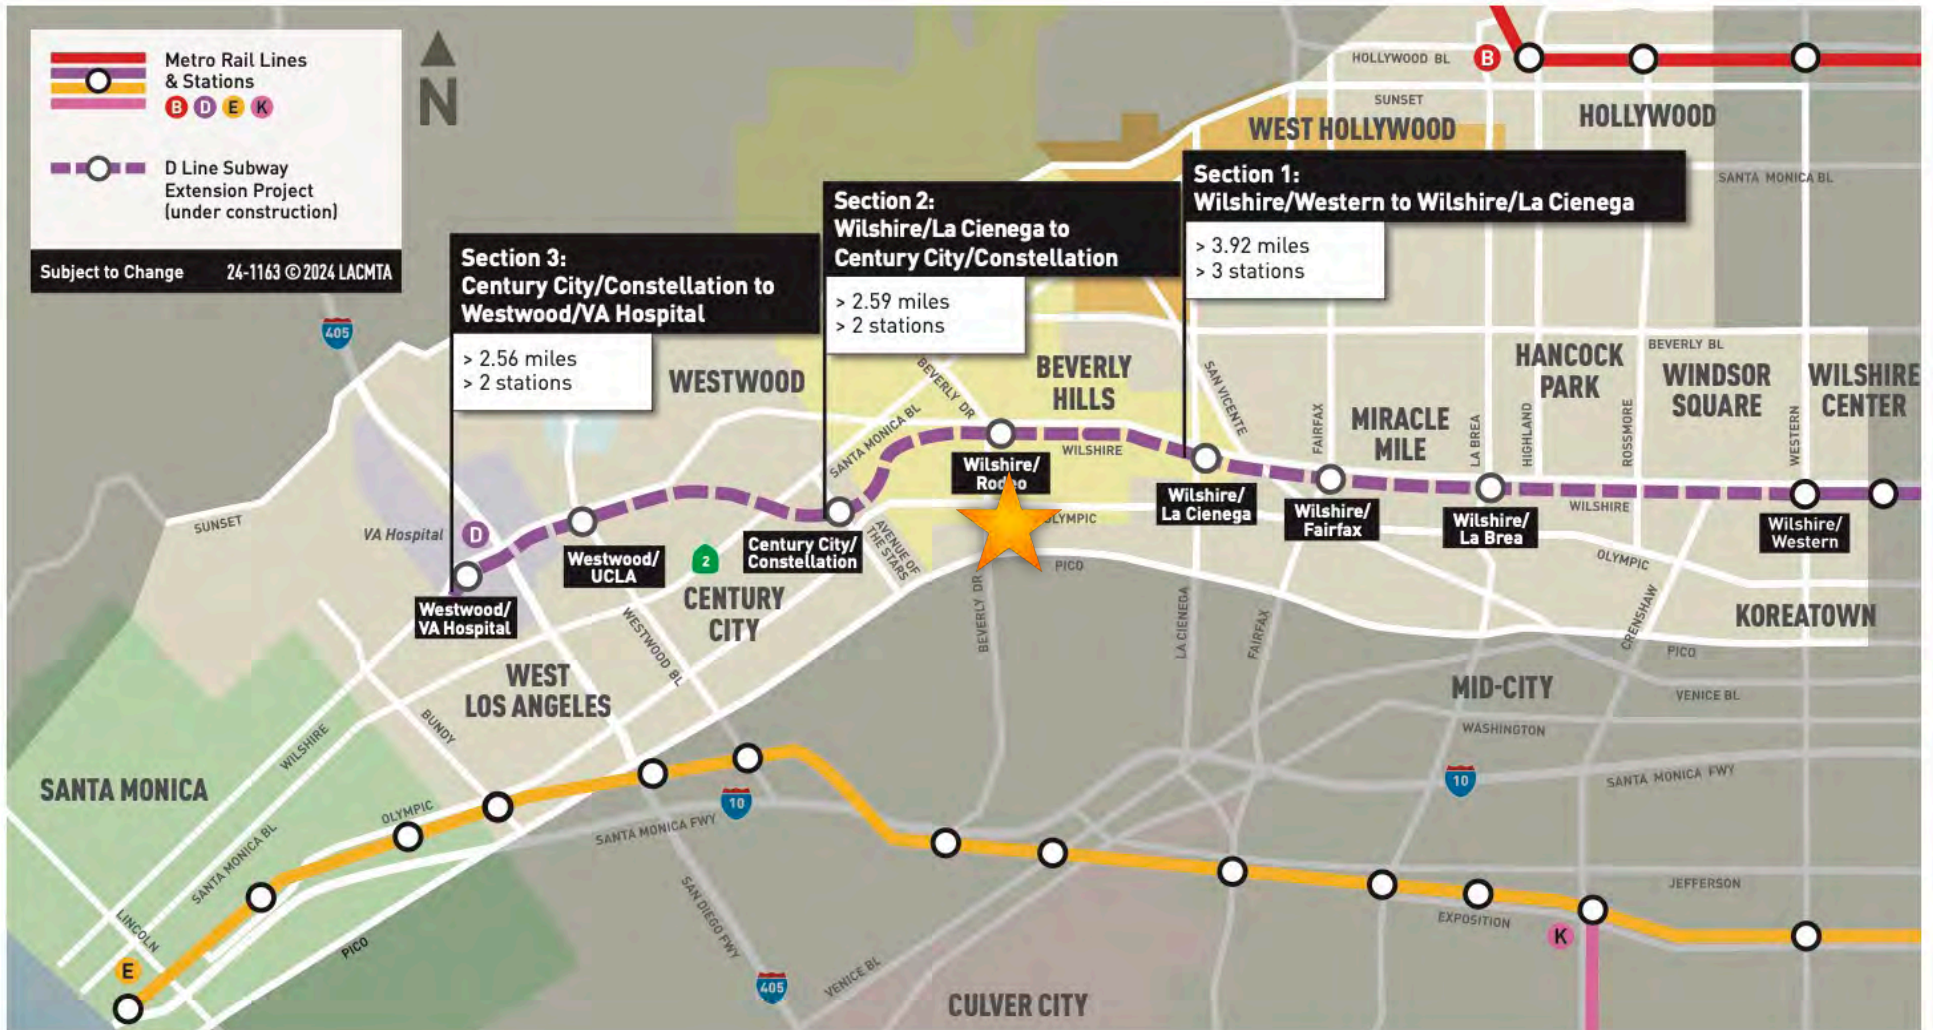 Metro Rail Lines
& Stations
B D E K
D Line Subway
Extension Project
(under construction)
Subject to Change 24-1163 © 2024 LACMTA
N
HOLLYWOOD BL
B
SUNSET
WEST HOLLYWOOD
HOLLYWOOD
SANTA MONICA BL
Section 1:
Wilshire/Western to Wilshire/La Cienega
> 3.92 miles
> 3 stations
Section 2:
Wilshire/La Cienega to
Century City/Constellation
> 2.59 miles
> 2 stations
Section 3:
Century City/Constellation to
Westwood/VA Hospital
> 2.56 miles
> 2 stations
405
WESTWOOD
BEVERLY DR
BEVERLY
HILLS
SAN VICENTE
BEVERLY BL
HANCOCK
PARK
WINDSOR
SQUARE
WILSHIRE
CENTER
FAIRFAX
MIRACLE
MILE
LA BREA
HIGHLAND
ROSSMORE
WESTERN
SANTA MONICA BL
WILSHIRE
Wilshire/
Rodeo
Wilshire/
La Cienega
Wilshire/
Fairfax
Wilshire/
La Brea
WILSHIRE
Wilshire/
Western
SUNSET
VA Hospital
D
Westwood/
UCLA
2
Century City/
Constellation
AVENUE OF
THE STARS
OLYMPIC
PICO
OLYMPIC
Westwood/
VA Hospital
CENTURY
CITY
WESTWOOD BL
BEVERLY DR
LA CIENEGA
FAIRFAX
CRENSHAW
KOREATOWN
PICO
WEST
LOS ANGELES
BUNDY
MID-CITY
VENICE BL
WASHINGTON
WILSHIRE
SANTA MONICA
OLYMPIC
10
SANTA MONICA FWY
10
SANTA MONICA FWY
SANTA MONICA BL
LINCOLN
PICO
SAN DIEGO FWY
JEFFERSON
EXPOSITION
K
E
405
VENICE BL
CULVER CITY